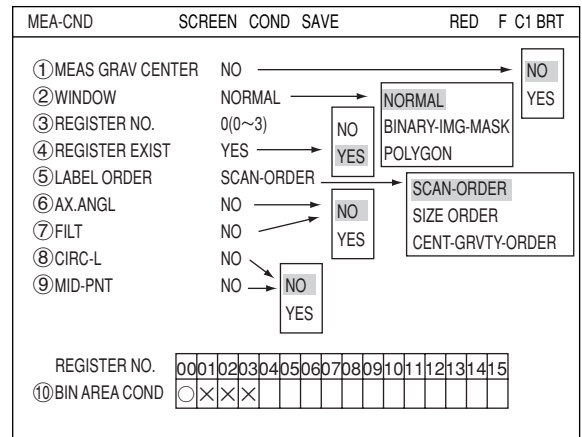 MEA-CND SCREEN COND SAVE RED F C1 BRT
①MEAS GRAV CENTER NO NO
②WINDOW NORMAL NORMAL YES
③REGISTER NO. 0(0～3) NO BINARY-IMG-MASK
④REGISTER EXIST YES YES POLYGON
⑤LABEL ORDER SCAN-ORDER SCAN-ORDER
⑥AX.ANGL NO NO SIZE ORDER
⑦FILT NO YES CENT-GRVTY-ORDER
⑧CIRC-L NO
⑨MID-PNT NO NO
YES
REGISTER NO. 00 01 02 03 04 05 06 07 08 09 10 11 12 13 14 15
⑩BIN AREA COND ○ × × ×